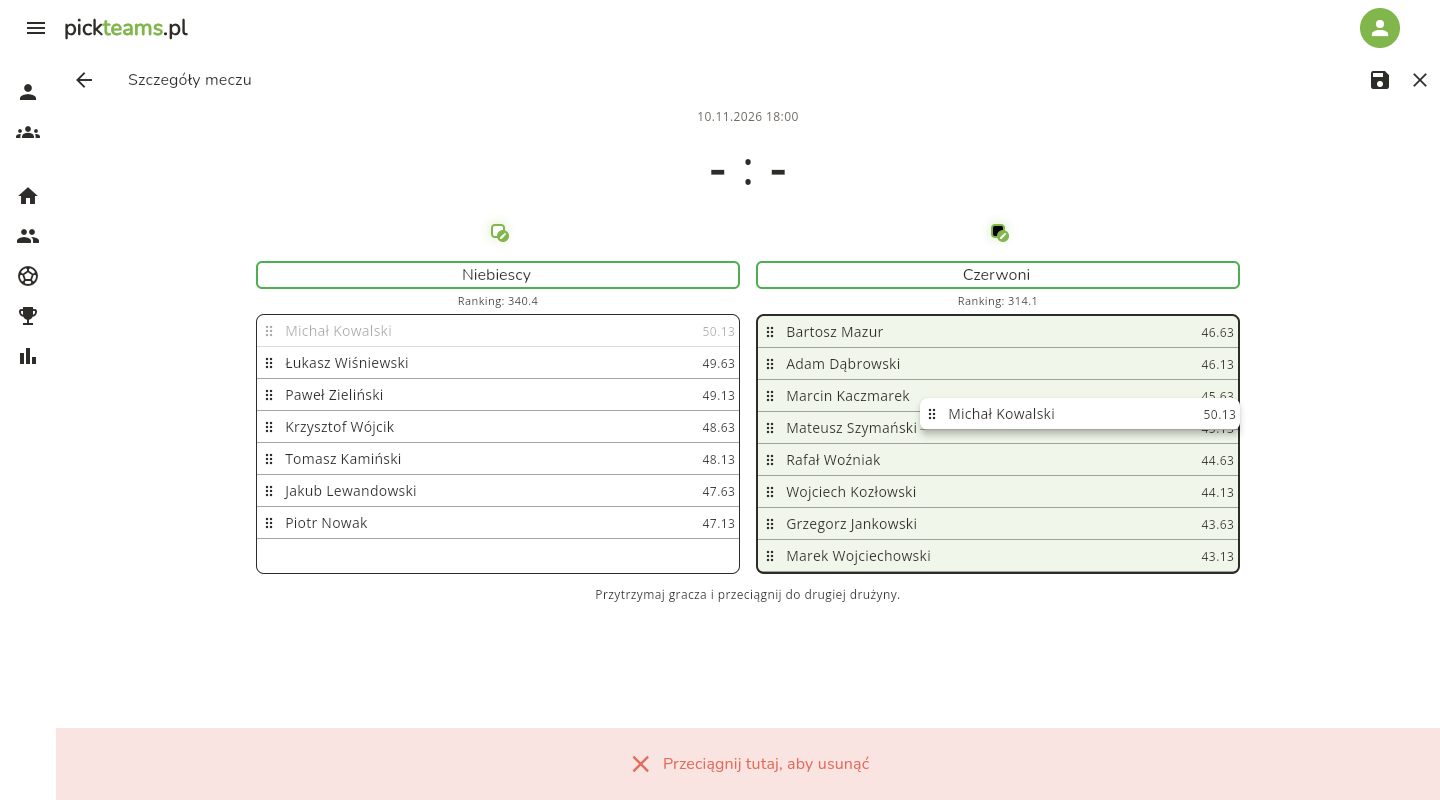 pickteams.pl
Szczegóły meczu
10.11.2026 18:00
- : -
Niebiescy
Ranking: 340.4
Michał Kowalski 50.13
Łukasz Wiśniewski 49.63
Paweł Zieliński 49.13
Krzysztof Wójcik 48.63
Tomasz Kamiński 48.13
Jakub Lewandowski 47.63
Piotr Nowak 47.13
Czerwoni
Ranking: 314.1
Bartosz Mazur 46.63
Adam Dąbrowski 46.13
Marcin Kaczmarek 45.63
Michał Kowalski 50.13
Mateusz Szymański
Rafał Woźniak 44.63
Wojciech Kozłowski 44.13
Grzegorz Jankowski 43.63
Marek Wojciechowski 43.13
Przytrzymaj gracza i przeciągnij do drugiej drużyny.
Przeciągnij tutaj, aby usunąć